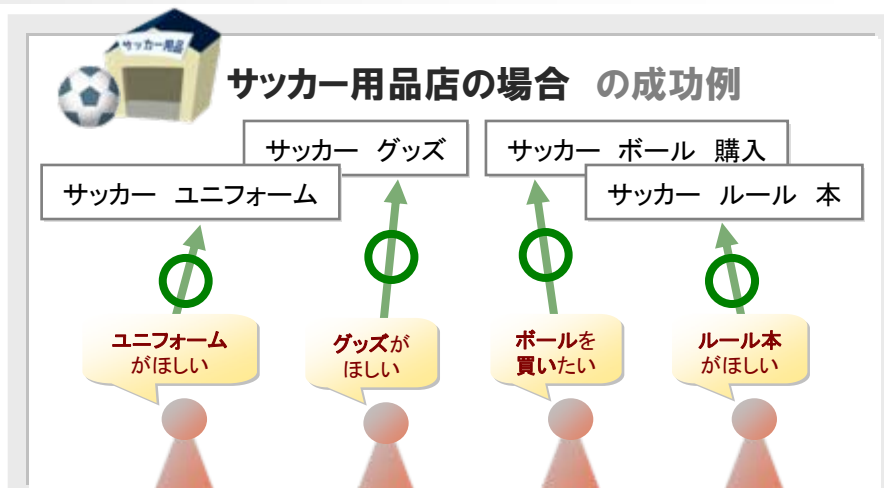 サッカー用品
サッカー用品店の場合 の成功例
サッカー グッズ
サッカー ボール 購入
サッカー ユニフォーム
サッカー ルール 本
ユニフォーム
がほしい
グッズが
ほしい
ボールを
買いたい
ルール本
がほしい